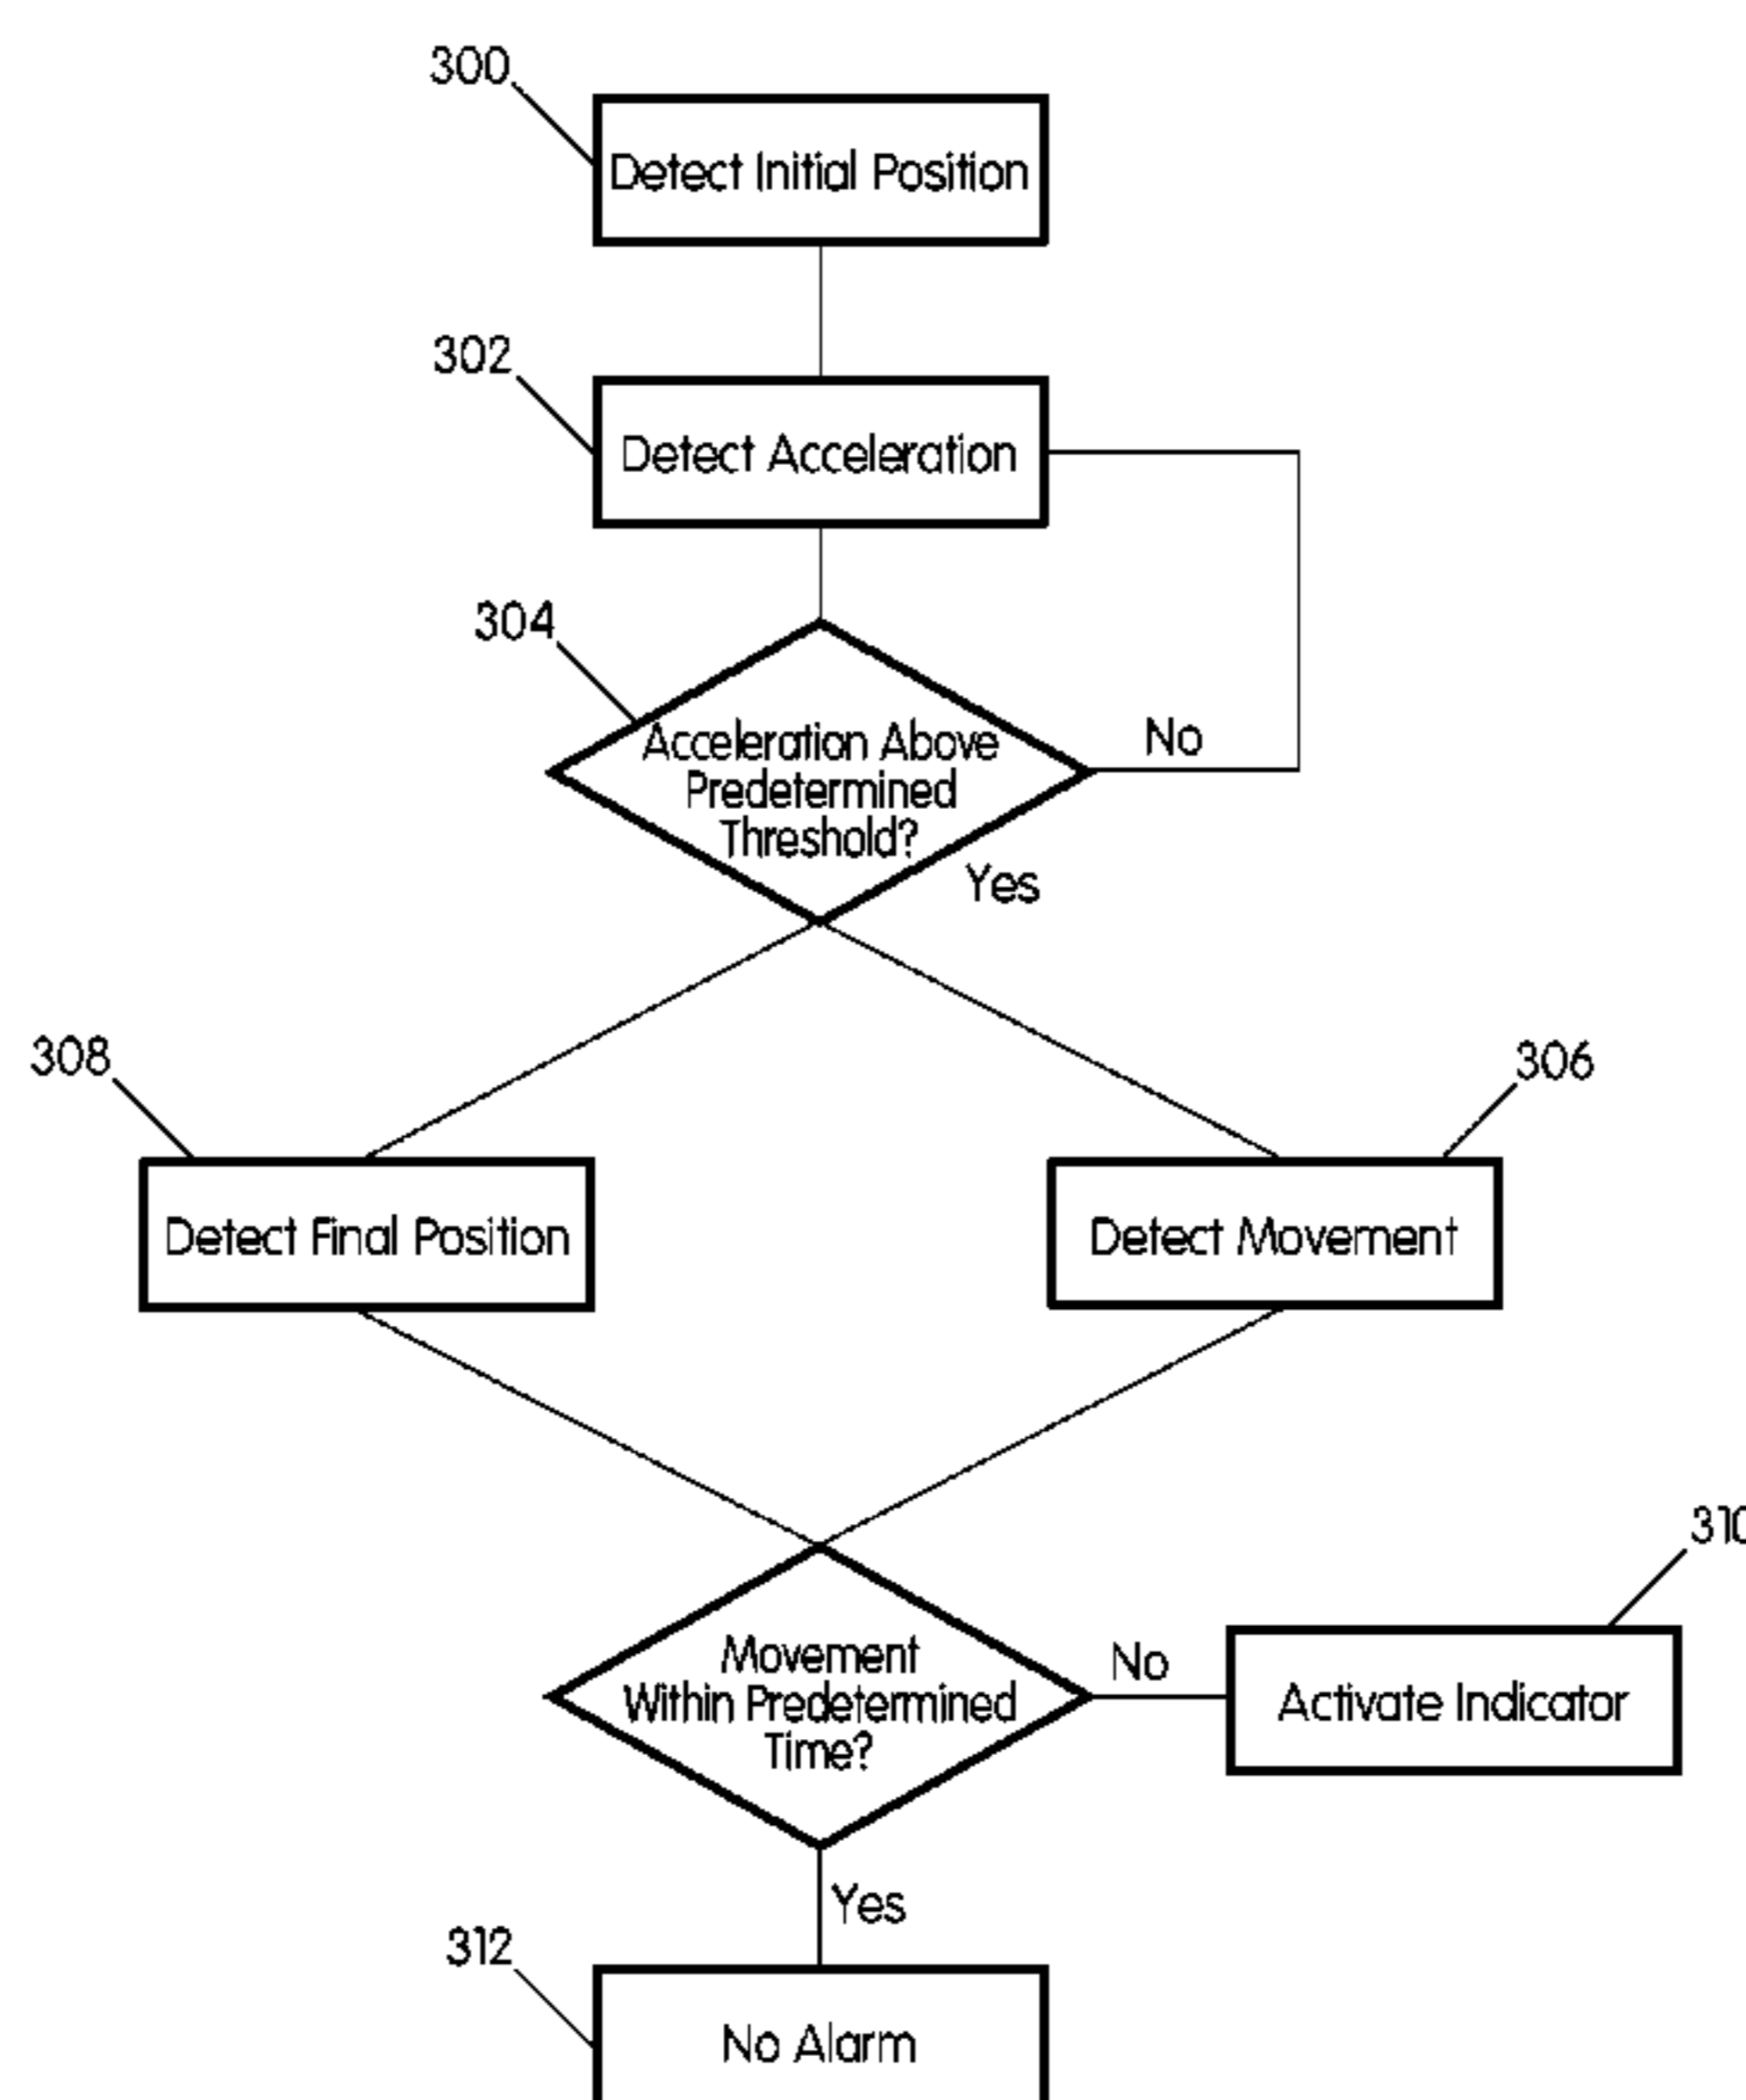 300
Detect Initial Position
302
Detect Acceleration
304
Acceleration Above
Predetermined
Threshold?
No
Yes
308
306
Detect Final Position
Detect Movement
310
Movement
Within Predetermined
Time?
No
Activate Indicator
Yes
312
No Alarm